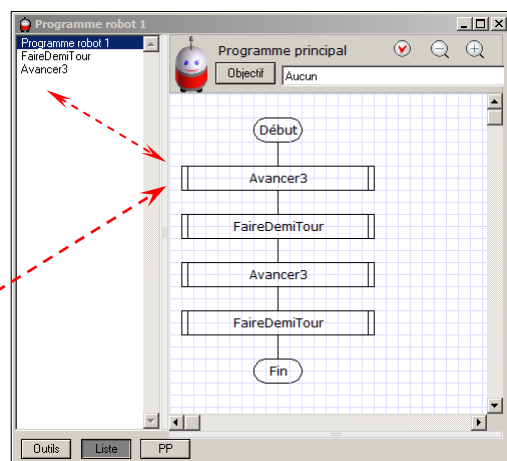 Programme robot 1
Programme robot 1
FaireDemiTour
Avancer3
Programme principal
Objectif Aucun
Début
Avancer3
FaireDemiTour
Avancer3
FaireDemiTour
Fin
Outils Liste PP